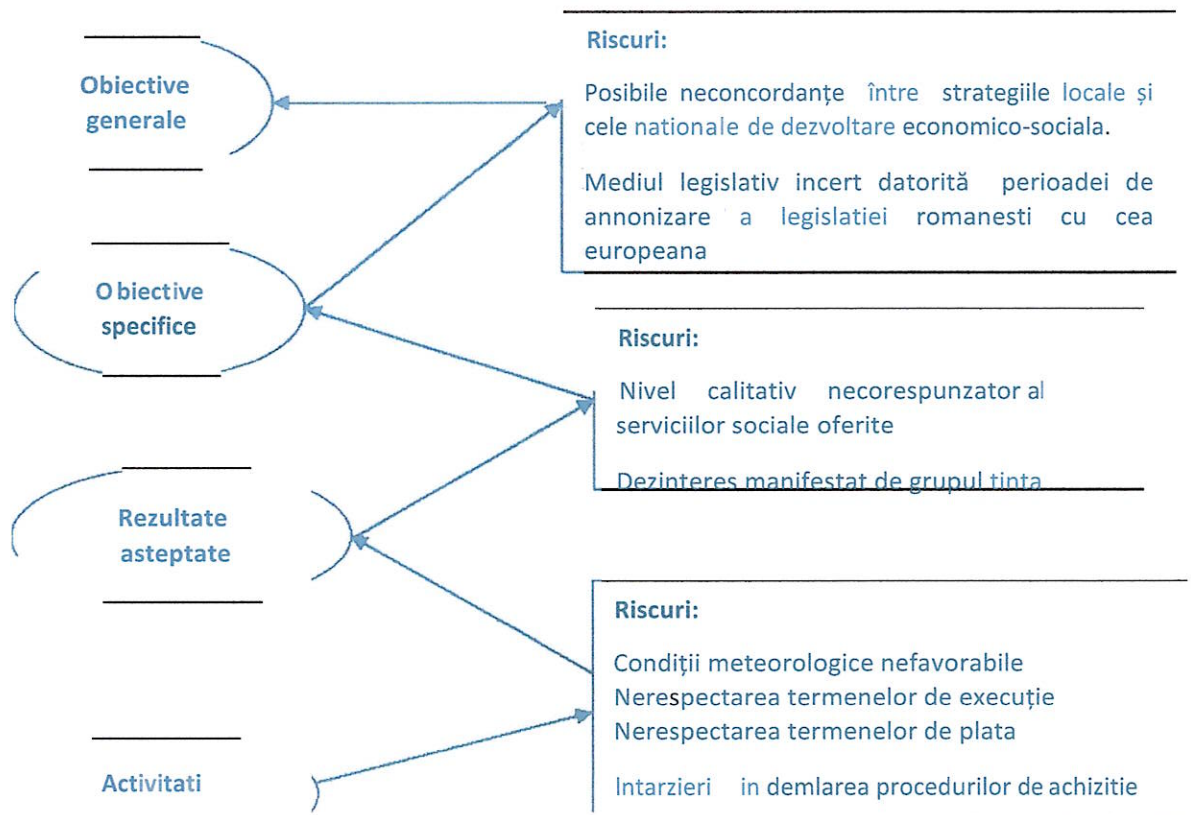 Obiective
generale
Riscuri:
Posibile neconcordanțe între strategiile locale și
cele nationale de dezvoltare economico-sociala.
Mediul legislativ incert datorită perioadei de
annonizare a legislatiei romanesti cu cea
europeana
O biective
specifice
Riscuri:
Nivel calitativ necorespunzator al
serviciilor sociale oferite
Dezinteres manifestat de grupul tinta
Rezultate
asteptate
Riscuri:
Condiții meteorologice nefavorabile
Nerespectarea termenelor de execuție
Nerespectarea termenelor de plata
Intarzieri in demlarea procedurilor de achizitie
Activitati